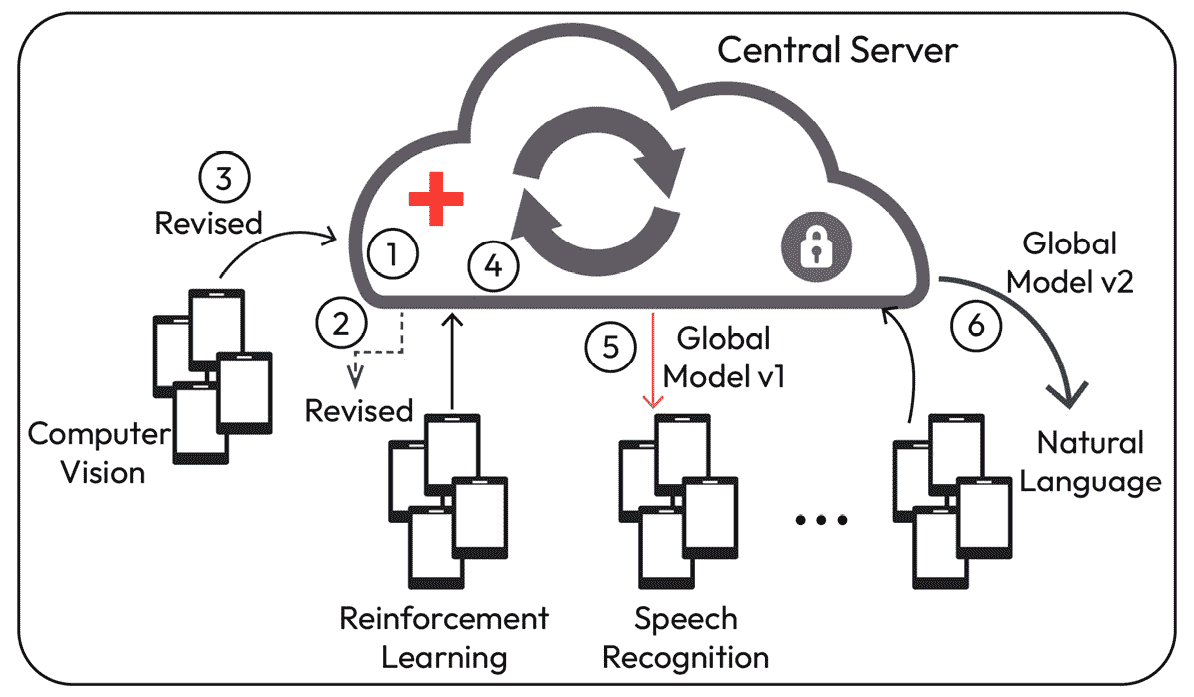 Central Server
3
Revised
1
4
2
Revised
5
Global
Model v1
6
Global
Model v2
Computer
Vision
Natural
Language
Reinforcement
Learning
Speech
Recognition